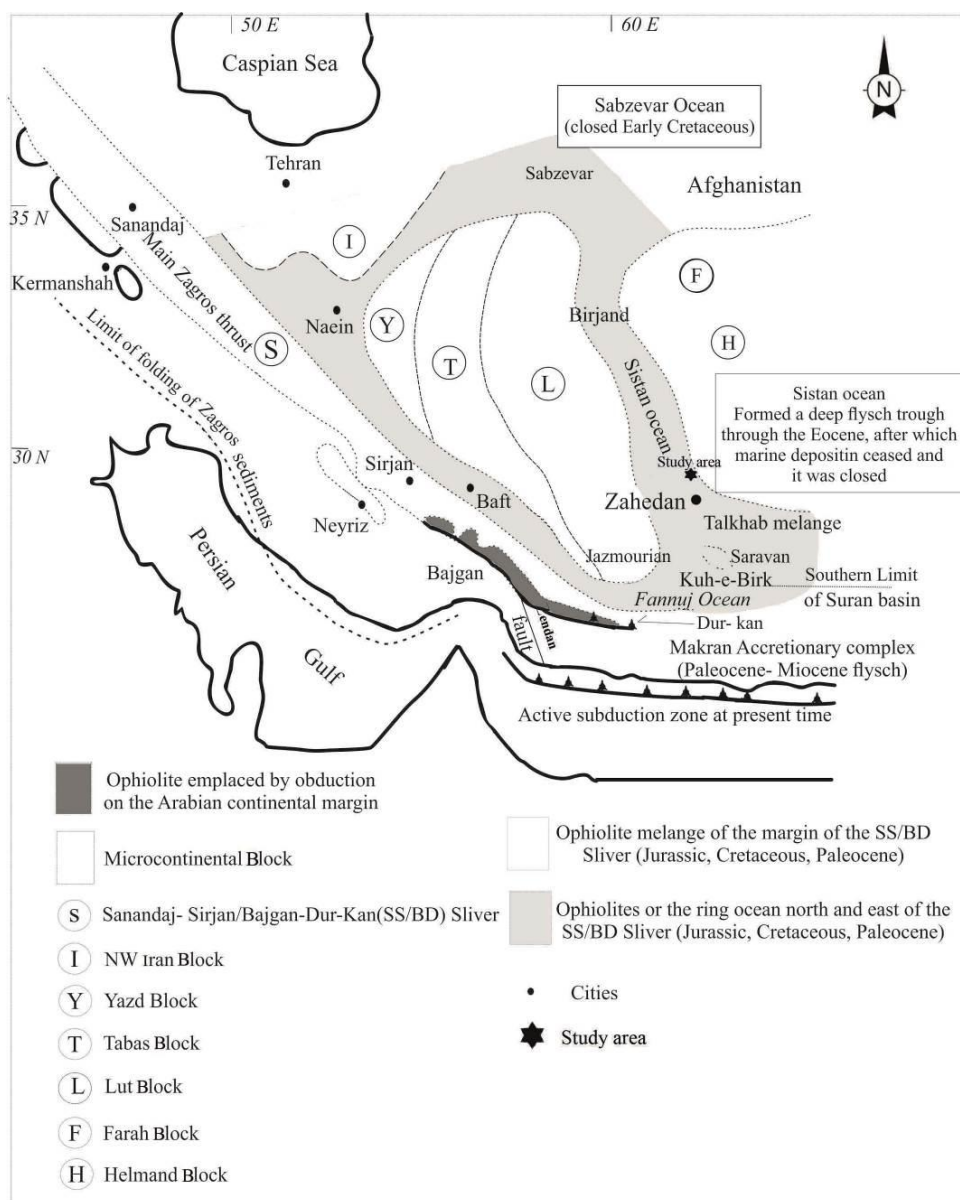 50 E
60 E
Caspian Sea
N
Sabzevar Ocean
(closed Early Cretaceous)
Tehran
Sabzevar
Afghanistan
35 N
Sanandaj
Main Zagros thrust
I
F
Kermanshah
Naein
Y
Birjand
H
S
T
L
Limit of folding of Zagros sediments
Sistan ocean
Sistan ocean
Formed a deep flysch trough
through the Eocene, after which
marine depositin ceased and
it was closed
30 N
Study area
Sirjan
Baft
Zahedan
Neyriz
Talkhab melange
Persian
Gulf
Jazmourian
Saravan
Bajgan
Kuh-e-Birk
Southern Limit
of Suran basin
Fannuj Ocean
Zendan
fault
Dur- kan
Makran Accretionary complex
(Paleocene- Miocene flysch)
Active subduction zone at present time
Ophiolite emplaced by obduction
on the Arabian continental margin
Microcontinental Block
S Sanandaj- Sirjan/Bajgan-Dur-Kan(SS/BD) Sliver
I NW Iran Block
Y Yazd Block
T Tabas Block
L Lut Block
F Farah Block
H Helmand Block
Ophiolite melange of the margin of the SS/BD
Sliver (Jurassic, Cretaceous, Paleocene)
Ophiolites or the ring ocean north and east of the
SS/BD Sliver (Jurassic, Cretaceous, Paleocene)
Cities
Study area